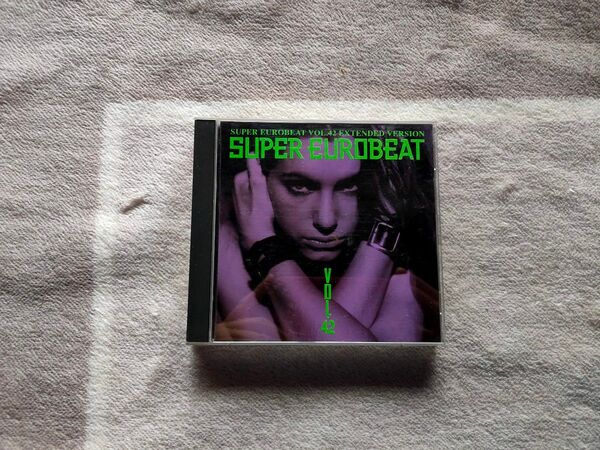 SUPER EUROBEAT VOL.42 EXTENDED VERSION
SUPER EUROBEAT
VOL.
42